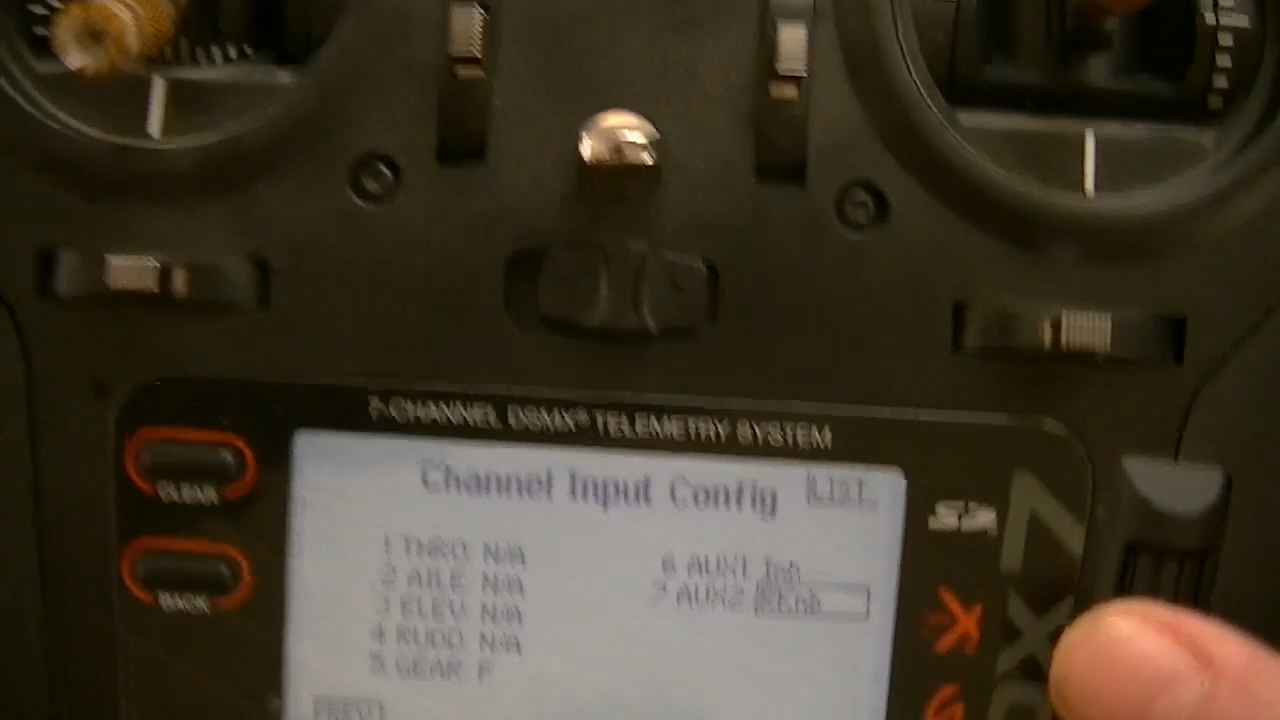 7-CHANNEL DSMX® TELEMETRY SYSTEM
CLEAR
BACK
Channel Input Config
LIST
1 THRO N/A
2 AILE N/A
3 ELEV N/A
4 RUDD N/A
5 GEAR F
6 AUX1 Inh
7 AUX2
PREV